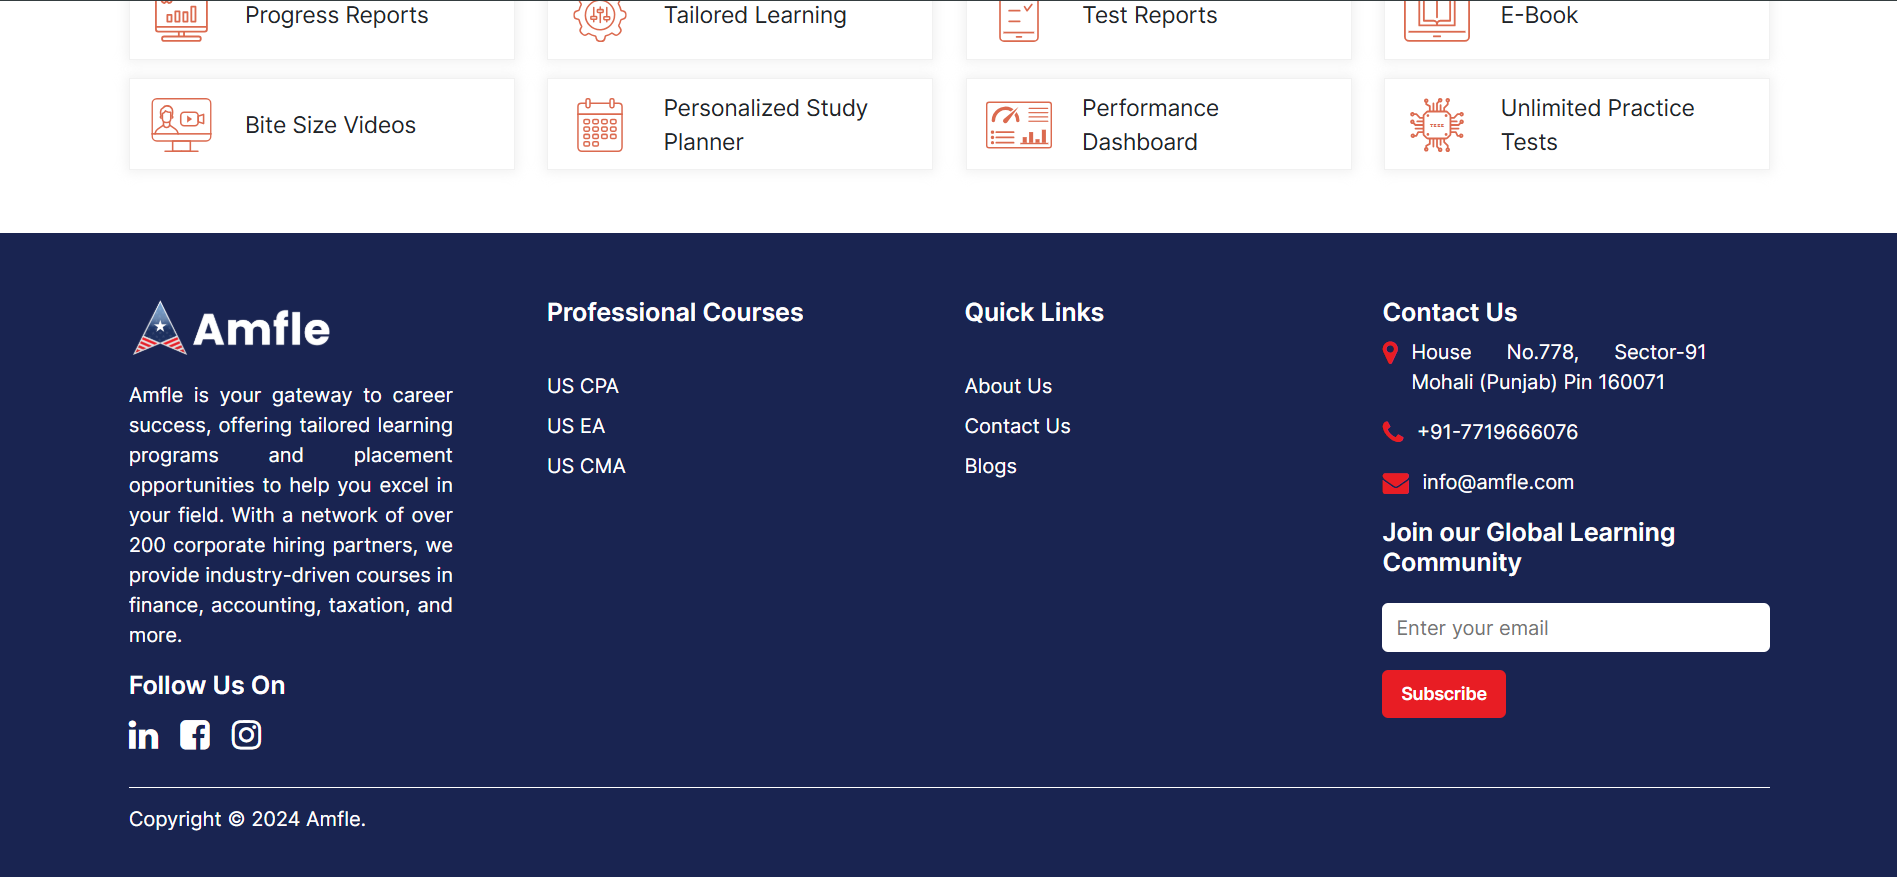 Progress Reports
Tailored Learning
Test Reports
E-Book
Bite Size Videos
Personalized Study
Planner
Performance
Dashboard
Unlimited Practice
Tests
Amfle
Amfle is your gateway to career
success, offering tailored learning
programs and placement
opportunities to help you excel in
your field. With a network of over
200 corporate hiring partners, we
provide industry-driven courses in
finance, accounting, taxation, and
more.
Follow Us On
Professional Courses
US CPA
US EA
US CMA
Quick Links
About Us
Contact Us
Blogs
Contact Us
House No.778, Sector-91
Mohali (Punjab) Pin 160071
+91-7719666076
info@amfle.com
Join our Global Learning
Community
Enter your email
Subscribe
Copyright © 2024 Amfle.